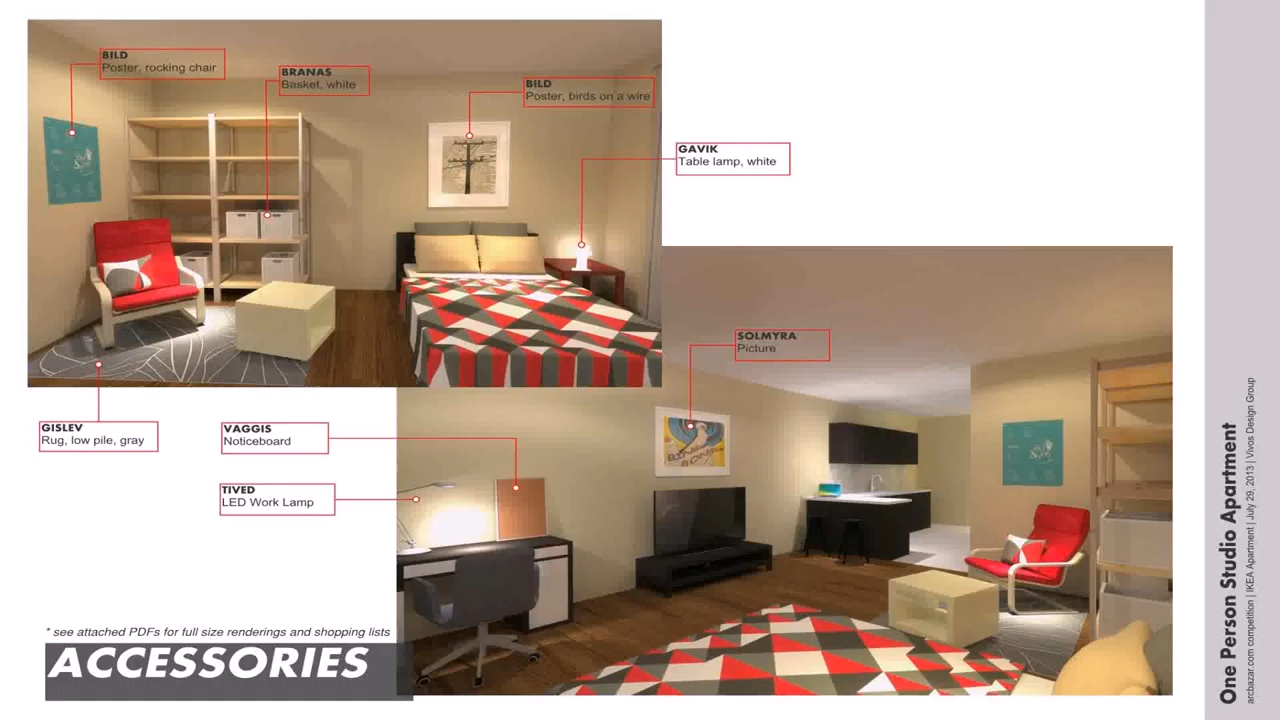 BILD
Poster, rocking chair
BRANAS
Basket, white
BILD
Poster, birds on a wire
GAVIK
Table lamp, white
SOLMYRA
Picture
GISLEV
Rug, low pile, gray
VAGGIS
Noticeboard
TIVED
LED Work Lamp
* see attached PDFs for full size renderings and shopping lists
ACCESSORIES
One Person Studio Apartment
arcbazar.com competition | IKEA Apartment | July 29, 2013 | Vivos Design Group